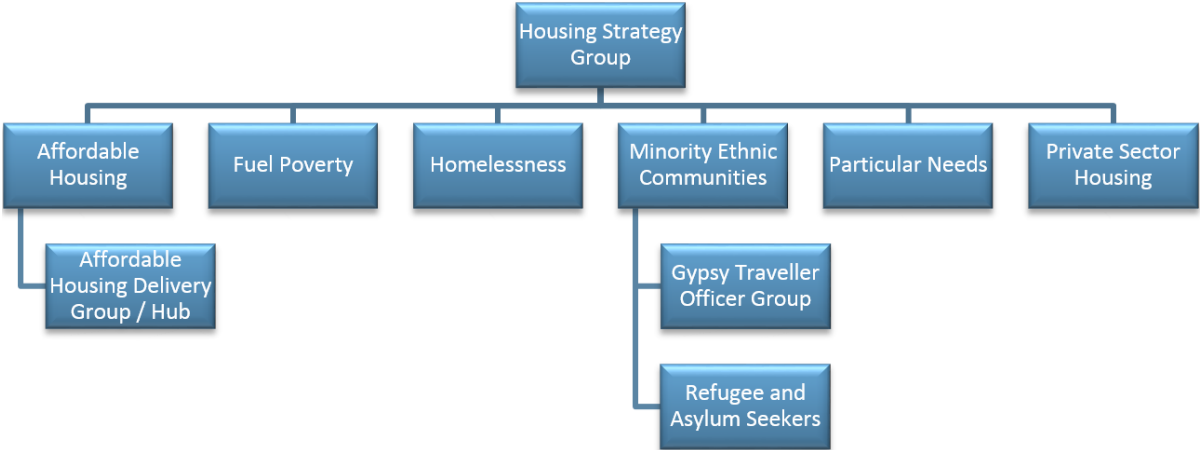 Housing Strategy
Group
Affordable
Housing
Fuel Poverty
Homelessness
Minority Ethnic
Communities
Particular Needs
Private Sector
Housing
Affordable
Housing Delivery
Group / Hub
Gypsy Traveller
Officer Group
Refugee and
Asylum Seekers